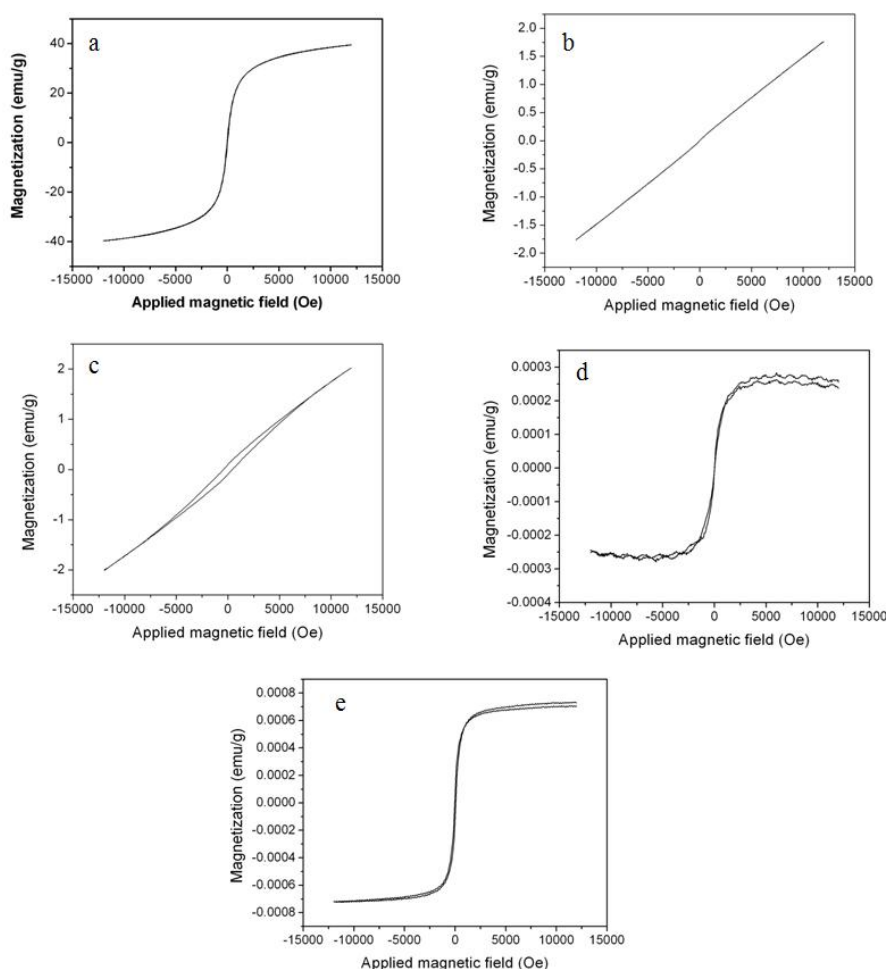 a
Magnetization (emu/g)
40
20
0
-20
-40
-15000 -10000 -5000 0 5000 10000 15000
Applied magnetic field (Oe)
b
Magnetization (emu/g)
2.0
1.5
1.0
0.5
0.0
-0.5
-1.0
-1.5
-2.0
-15000 -10000 -5000 0 5000 10000 15000
Applied magnetic field (Oe)
c
Magnetization (emu/g)
2
1
0
-1
-2
-15000 -10000 -5000 0 5000 10000 15000
Applied magnetic field (Oe)
d
Magnetization (emu/g)
0.0003
0.0002
0.0001
0.0000
-0.0001
-0.0002
-0.0003
-0.0004
-15000 -10000 -5000 0 5000 10000 15000
Applied magnetic field (Oe)
e
Magnetization (emu/g)
0.0008
0.0006
0.0004
0.0002
0.0000
-0.0002
-0.0004
-0.0006
-0.0008
-15000 -10000 -5000 0 5000 10000 15000
Applied magnetic field (Oe)